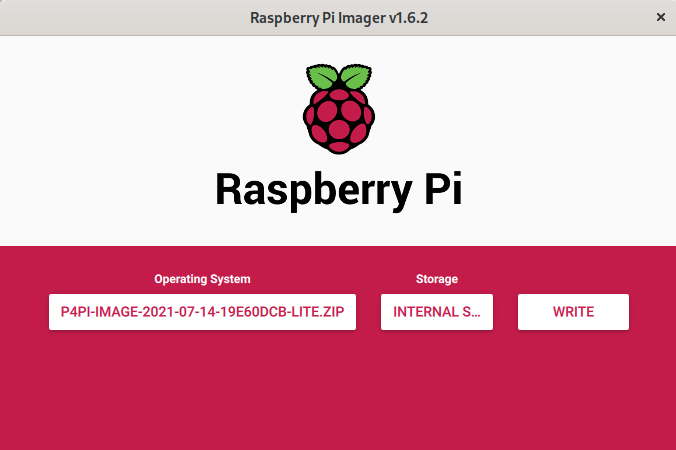 Raspberry Pi Imager v1.6.2
Raspberry Pi
Operating System
Storage
P4PI-IMAGE-2021-07-14-19E60DCB-LITE.ZIP
INTERNAL S...
WRITE